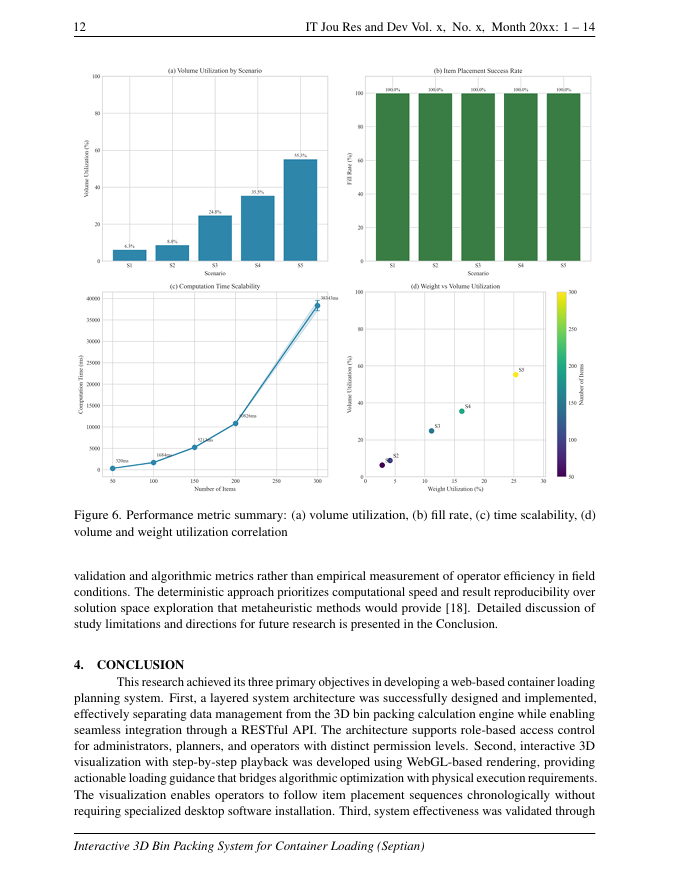 12
IT Jou Res and Dev Vol. x, No. x, Month 20xx: 1 – 14
(a) Volume Utilization by Scenario
100
80
60
40
20
0
Volume Utilization (%)
6.3%
8.8%
24.8%
35.5%
55.2%
S1 S2 S3 S4 S5
Scenario
(b) Item Placement Success Rate
100
80
60
40
20
0
Fill Rate (%)
100.0% 100.0% 100.0% 100.0% 100.0%
S1 S2 S3 S4 S5
Scenario
(c) Computation Time Scalability
40000
35000
30000
25000
20000
15000
10000
5000
0
Computation Time (ms)
50 100 150 200 250 300
Number of Items
(d) Weight vs Volume Utilization
100
80
60
40
20
0
Volume Utilization (%)
S2
S3
S4
S5
0 5 10 15 20 25 30
Weight Utilization (%)
300
250
200
150
100
50
Number of Items
Figure 6. Performance metric summary: (a) volume utilization, (b) fill rate, (c) time scalability, (d)
volume and weight utilization correlation
validation and algorithmic metrics rather than empirical measurement of operator efficiency in field
conditions. The deterministic approach prioritizes computational speed and result reproducibility over
solution space exploration that metaheuristic methods would provide [18]. Detailed discussion of
study limitations and directions for future research is presented in the Conclusion.
4. CONCLUSION
This research achieved its three primary objectives in developing a web-based container loading
planning system. First, a layered system architecture was successfully designed and implemented,
effectively separating data management from the 3D bin packing calculation engine while enabling
seamless integration through a RESTful API. The architecture supports role-based access control
for administrators, planners, and operators with distinct permission levels. Second, interactive 3D
visualization with step-by-step playback was developed using WebGL-based rendering, providing
actionable loading guidance that bridges algorithmic optimization with physical execution requirements.
The visualization enables operators to follow item placement sequences chronologically without
requiring specialized desktop software installation. Third, system effectiveness was validated through
Interactive 3D Bin Packing System for Container Loading (Septian)